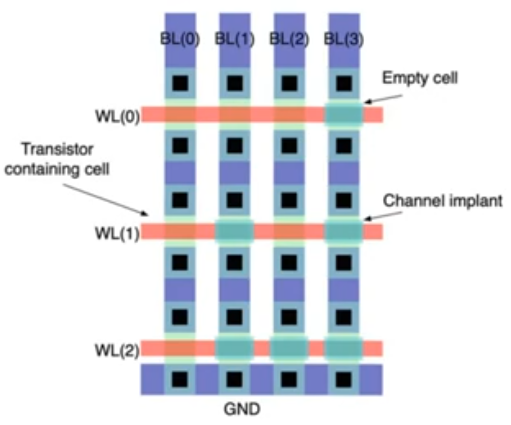 BL(0) BL(1) BL(2) BL(3)
Empty cell
WL(0)
Transistor
containing cell
Channel implant
WL(1)
WL(2)
GND